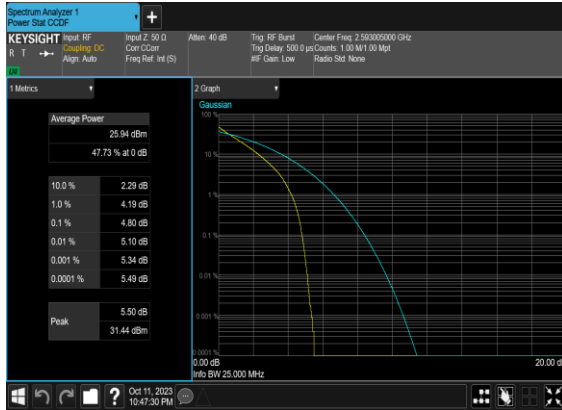 Spectrum Analyzer 1
Power Stat CCDF
+
KEYSIGHT
R T
LU
Input: RF
Coupling: DC
Align: Auto
Input Z: 50 Ω
Corr CCorr
Freq Ref: Int (S)
Atten: 40 dB
Trig: RF Burst
Trig Delay: 500.0 µs
#IF Gain: Low
Center Freq: 2.593005000 GHz
Counts: 1.00 M/1.00 Mpt
Radio Std: None
1 Metrics
Average Power
25.94 dBm
47.73 % at 0 dB
10.0 % 2.29 dB
1.0 % 4.19 dB
0.1 % 4.80 dB
0.01 % 5.10 dB
0.001 % 5.34 dB
0.0001 % 5.49 dB
Peak
5.50 dB
31.44 dBm
2 Graph
Gaussian
100 %
10 %
1 %
0.1 %
0.01 %
0.001 %
0.0001 %
0.00 dB
20.00 d
Info BW 25.000 MHz
?
Oct 11, 2023
10:47:30 PM